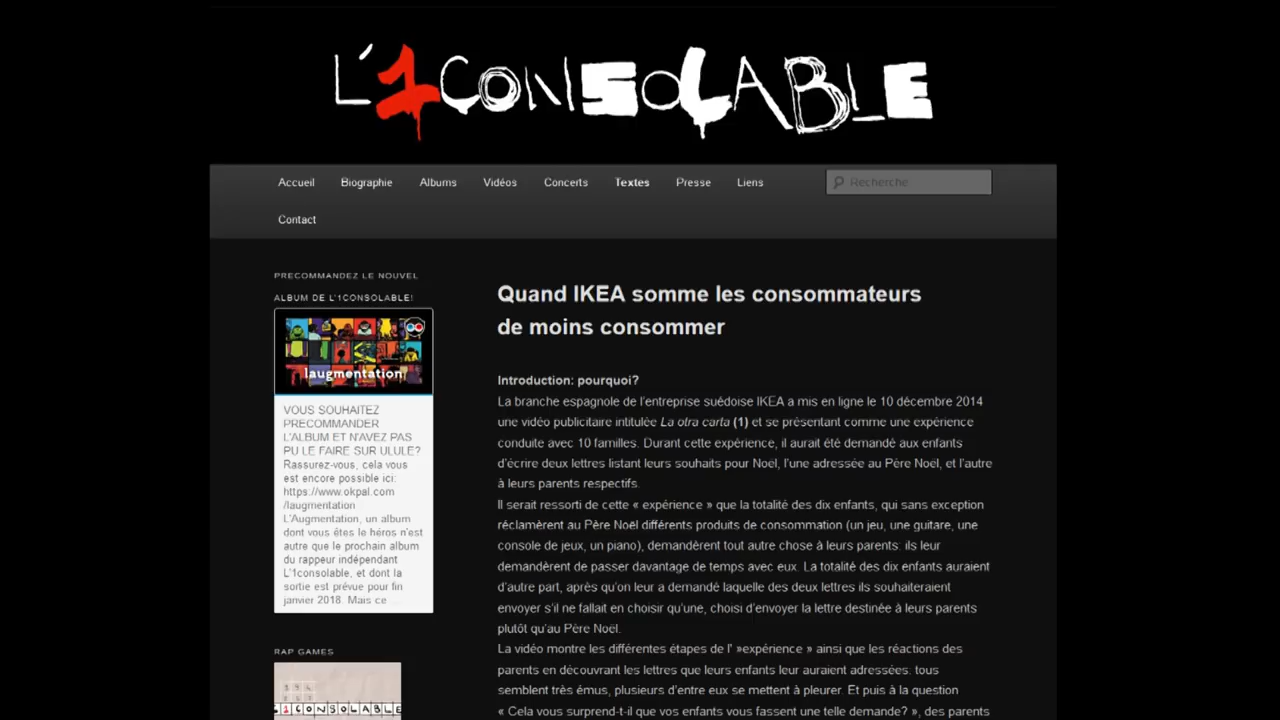 L'1CONSOLABLE
Accueil Biographie Albums Vidéos Concerts Textes Presse Liens Recherche
Contact
PRECOMMANDEZ LE NOUVEL
ALBUM DE L'1CONSOLABLE!
laugmentation
VOUS SOUHAITEZ
PRECOMMANDER
L'ALBUM ET N'AVEZ PAS
PU LE FAIRE SUR ULULE?
Rassurez-vous, cela vous
est encore possible ici:
https://www.okpal.com
/laugmentation
L'Augmentation, un album
dont vous êtes le héros n'est
autre que le prochain album
du rappeur indépendant
L'1consolable, et dont la
sortie est prévue pour fin
janvier 2018. Mais ce
RAP GAMES
L'1CONSOLABLE
Quand IKEA somme les consommateurs
de moins consommer
Introduction: pourquoi?
La branche espagnole de l'entreprise suédoise IKEA a mis en ligne le 10 décembre 2014
une vidéo publicitaire intitulée La otra carta (1) et se présentant comme une expérience
conduite avec 10 familles. Durant cette expérience, il aurait été demandé aux enfants
d'écrire deux lettres listant leurs souhaits pour Noël, l'une adressée au Père Noël, et l'autre
à leurs parents respectifs.
Il serait ressorti de cette « expérience » que la totalité des dix enfants, qui sans exception
réclamèrent au Père Noël différents produits de consommation (un jeu, une guitare, une
console de jeux, un piano), demandèrent tout autre chose à leurs parents: ils leur
demandèrent de passer davantage de temps avec eux. La totalité des dix enfants auraient
d'autre part, après qu'on leur a demandé laquelle des deux lettres ils souhaiteraient
envoyer s'il ne fallait en choisir qu'une, choisi d'envoyer la lettre destinée à leurs parents
plutôt qu'au Père Noël.
La vidéo montre les différentes étapes de l' »expérience » ainsi que les réactions des
parents en découvrant les lettres que leurs enfants leur auraient adressées: tous
semblent très émus, plusieurs d'entre eux se mettent à pleurer. Et puis à la question
« Cela vous surprend-t-il que vos enfants vous fassent une telle demande? », des parents